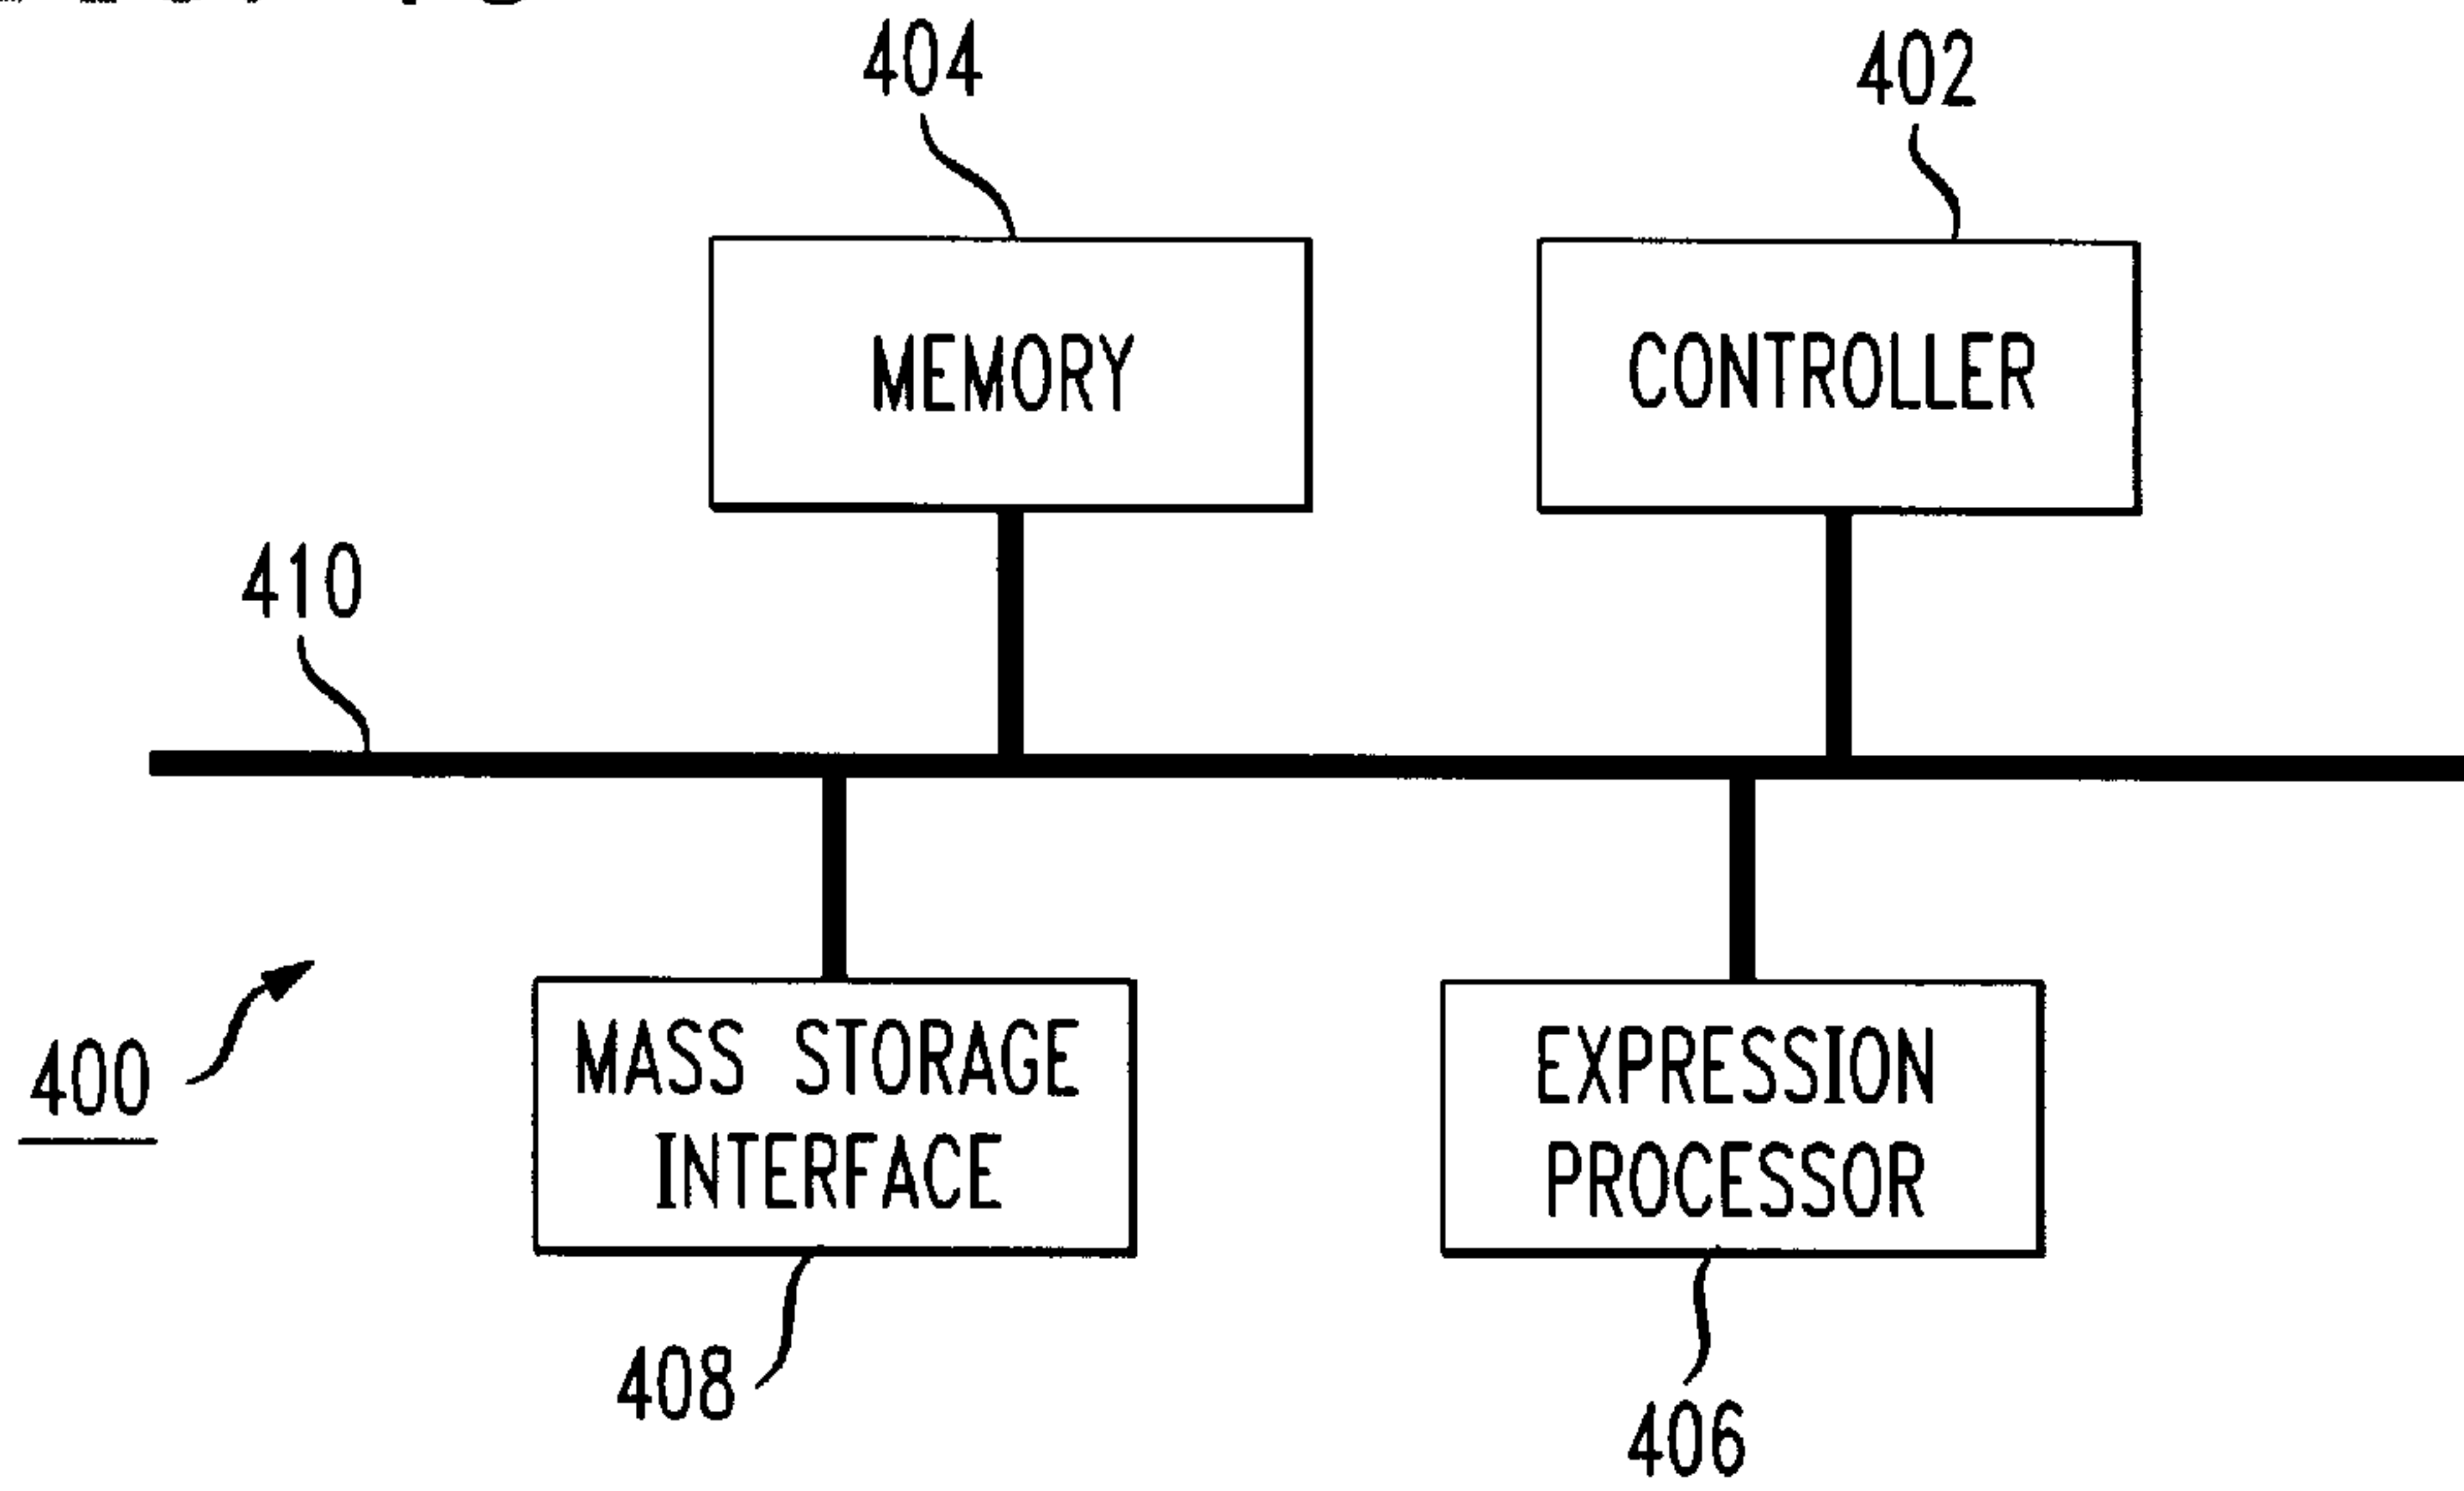 404
402
MEMORY
CONTROLLER
410
400
MASS STORAGE
INTERFACE
EXPRESSION
PROCESSOR
408
406